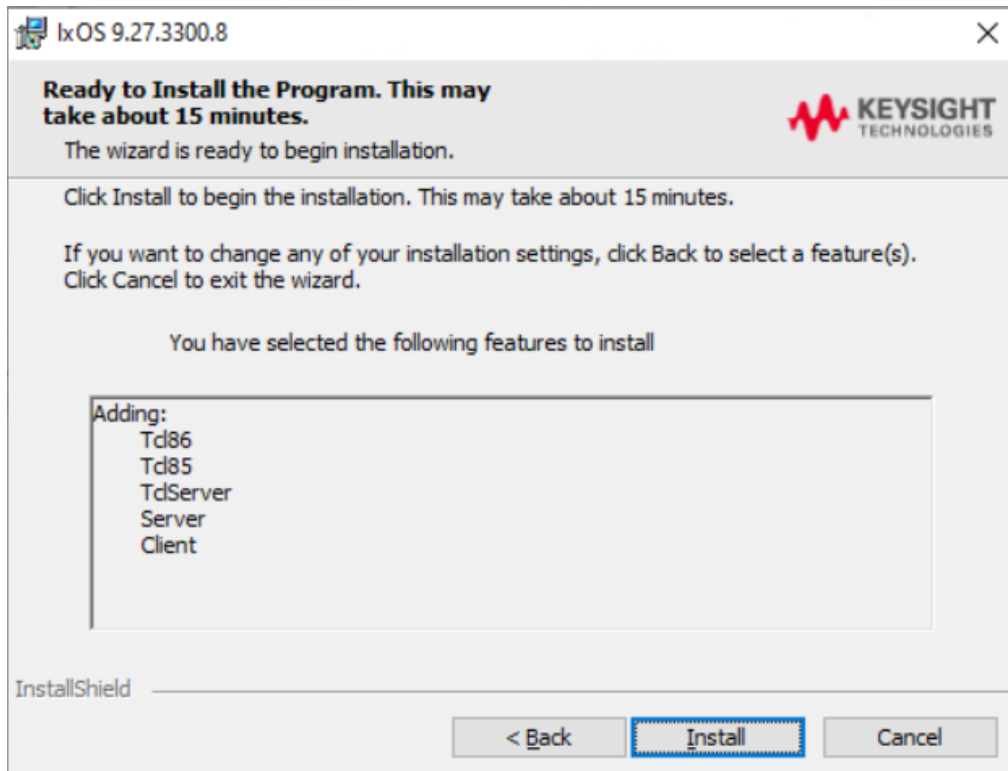 IxOS 9.27.3300.8
Ready to Install the Program. This may
take about 15 minutes.
The wizard is ready to begin installation.
KEYSIGHT
TECHNOLOGIES
Click Install to begin the installation. This may take about 15 minutes.
If you want to change any of your installation settings, click Back to select a feature(s).
Click Cancel to exit the wizard.
You have selected the following features to install
Adding:
Tcl86
Tcl85
TclServer
Server
Client
InstallShield
< Back
Install
Cancel